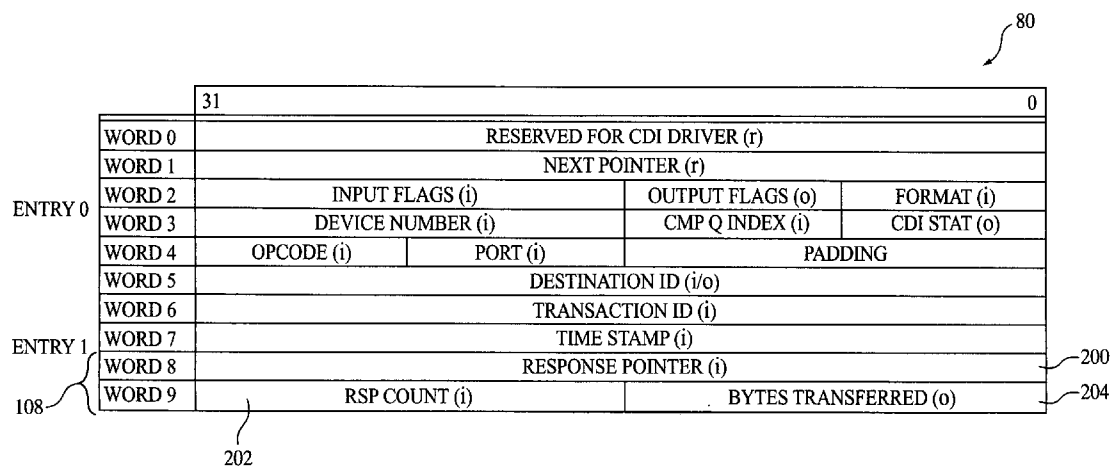 80
31 0
WORD 0 RESERVED FOR CDI DRIVER (r)
WORD 1 NEXT POINTER (r)
ENTRY 0 WORD 2 INPUT FLAGS (i) OUTPUT FLAGS (o) FORMAT (i)
WORD 3 DEVICE NUMBER (i) CMP Q INDEX (i) CDI STAT (o)
WORD 4 OPCODE (i) PORT (i) PADDING
WORD 5 DESTINATION ID (i/o)
WORD 6 TRANSACTION ID (i)
ENTRY 1 WORD 7 TIME STAMP (i)
WORD 8 RESPONSE POINTER (i) 200
108 WORD 9 RSP COUNT (i) BYTES TRANSFERRED (o) 204
202